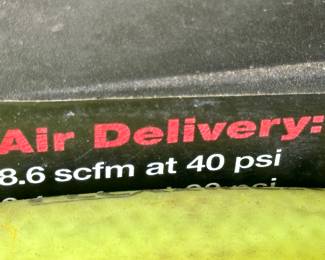 Air Delivery:
8.6 scfm at 40 psi